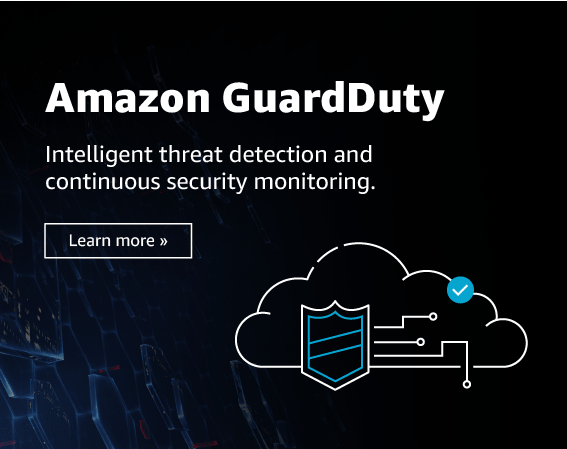 Amazon GuardDuty
Intelligent threat detection and
continuous security monitoring.
Learn more »